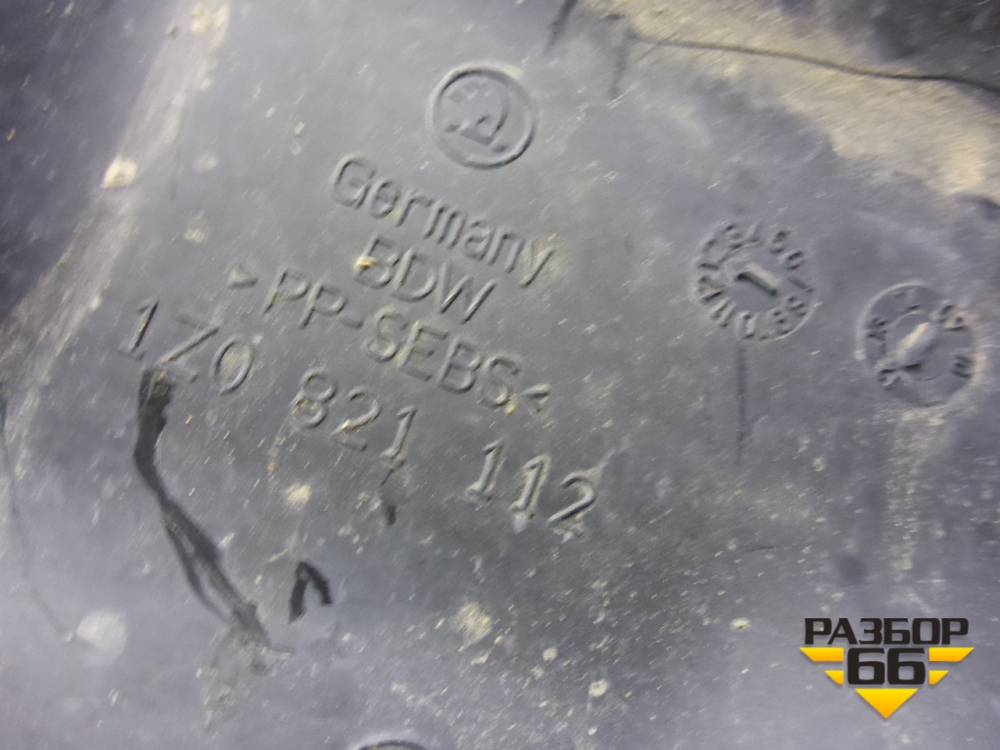 Germany
BDW
>PP-SEBS<
1Z0 821 112
РАЗБОР
66